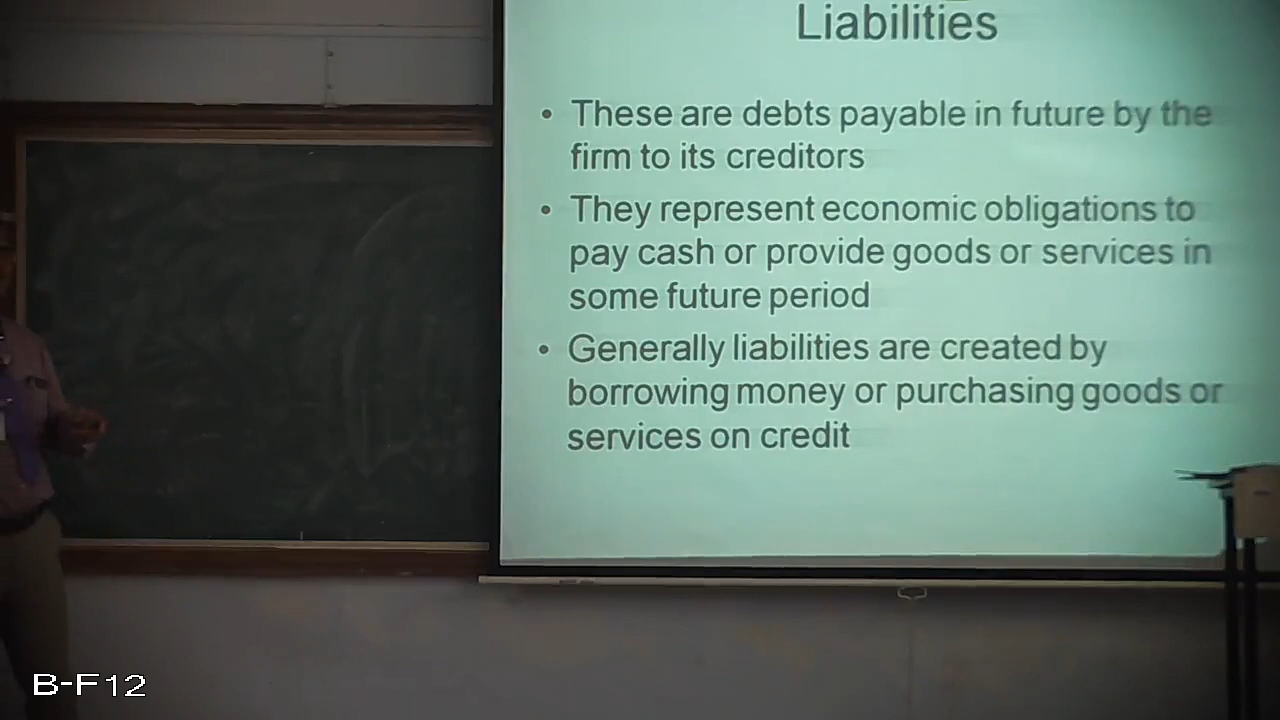 Liabilities
• These are debts payable in future by the
firm to its creditors
• They represent economic obligations to
pay cash or provide goods or services in
some future period
• Generally liabilities are created by
borrowing money or purchasing goods or
services on credit
B-F12